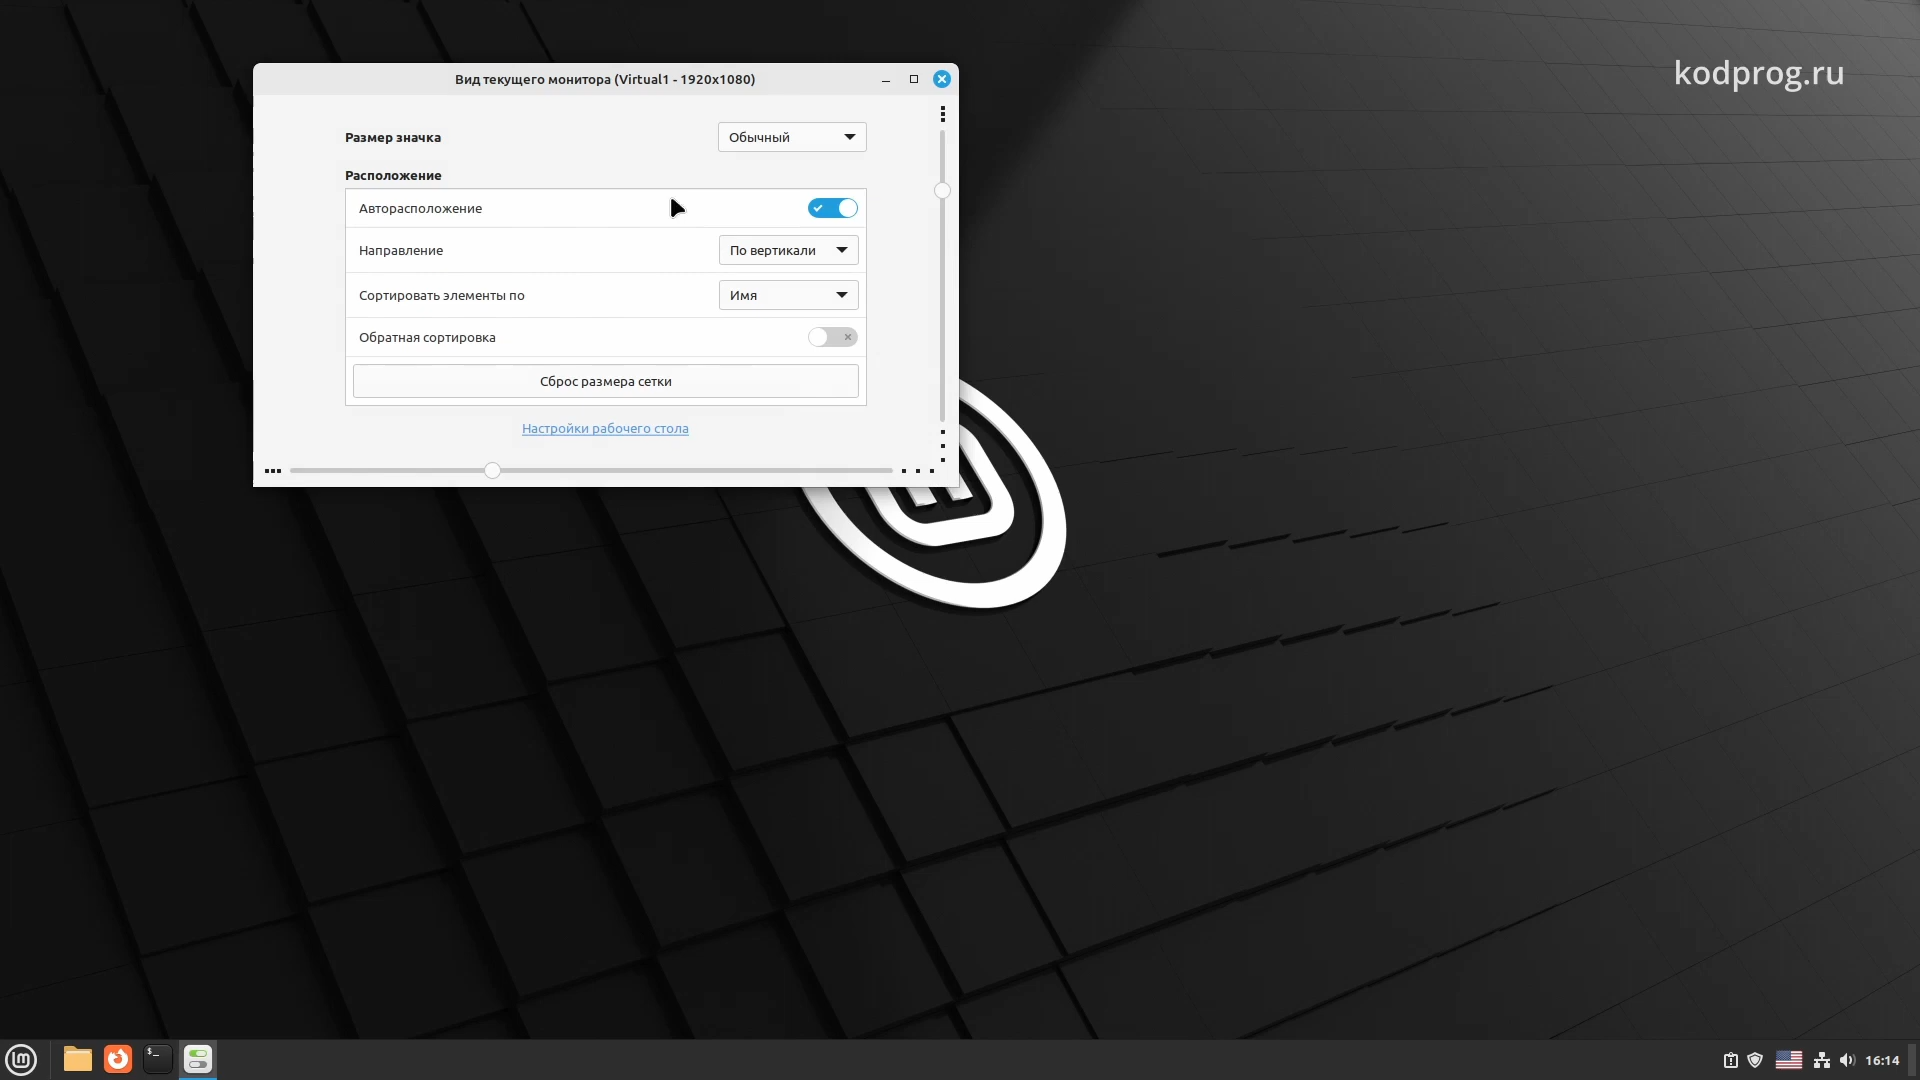 Вид текущего монитора (Virtual1 - 1920x1080)
kodprog.ru
Размер значка
Обычный
Расположение
Авторасположение
Направление
По вертикали
Сортировать элементы по
Имя
Обратная сортировка
Сброс размера сетки
Настройки рабочего стола
$_
16:14